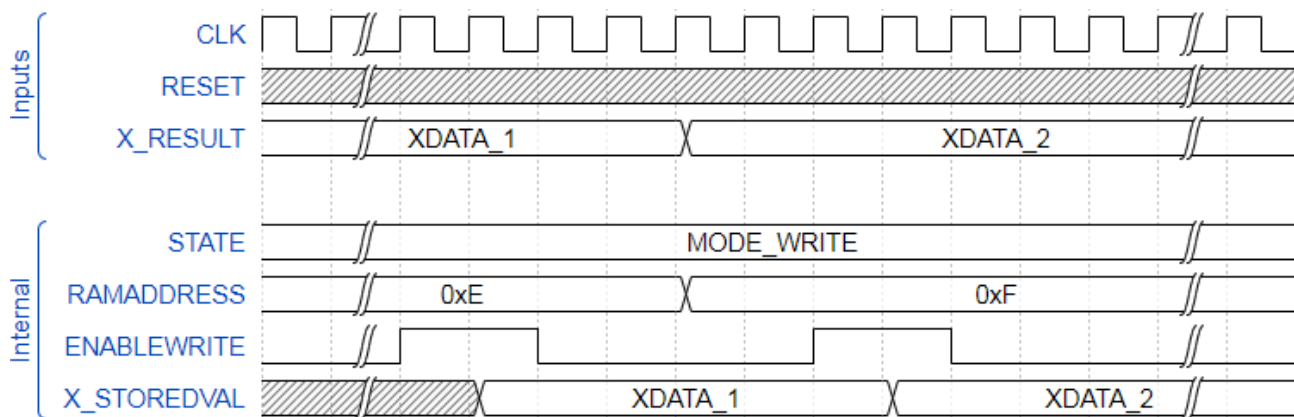 Inputs
CLK
RESET
X_RESULT XDATA_1 XDATA_2
Internal
STATE MODE_WRITE
RAMADDRESS 0xE 0xF
ENABLEWRITE
X_STOREDVAL XDATA_1 XDATA_2